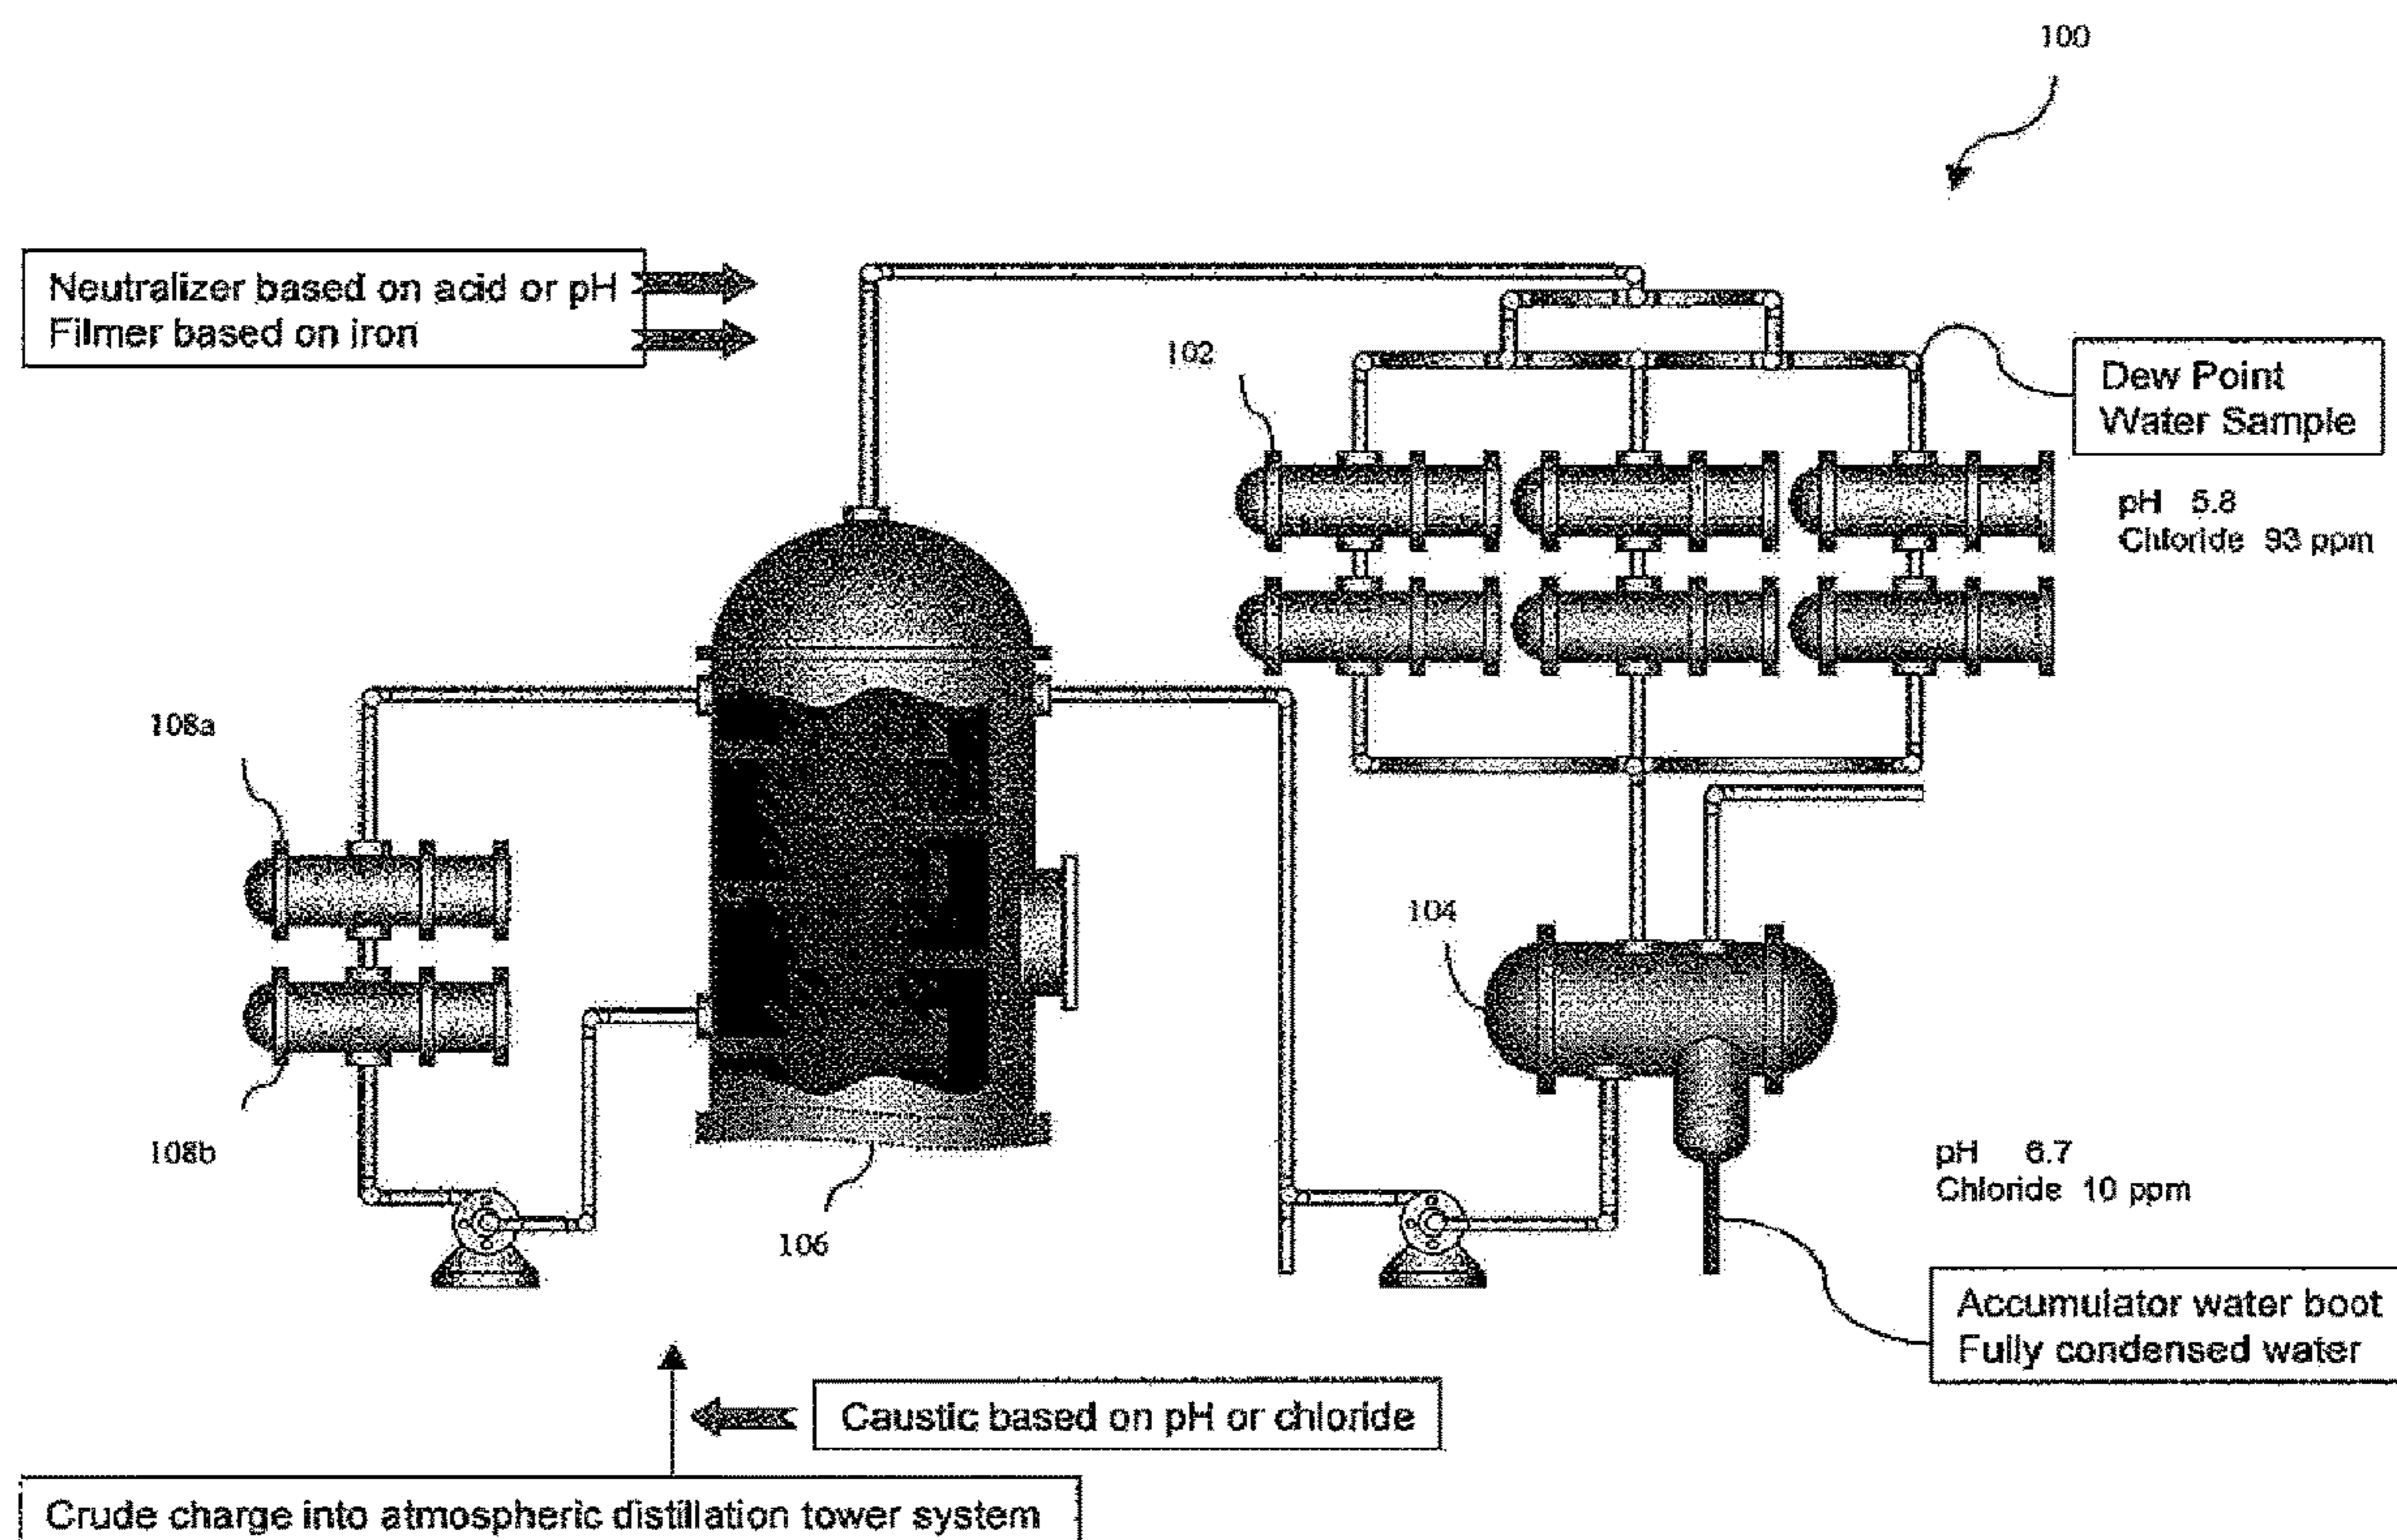 100
Neutralizer based on acid or pH
Filmer based on iron
102
Dew Point
Water Sample
pH 5.8
Chloride 93 ppm
108a
104
108b
106
pH 6.7
Chloride 10 ppm
Accumulator water boot
Fully condensed water
Caustic based on pH or chloride
Crude charge into atmospheric distillation tower system